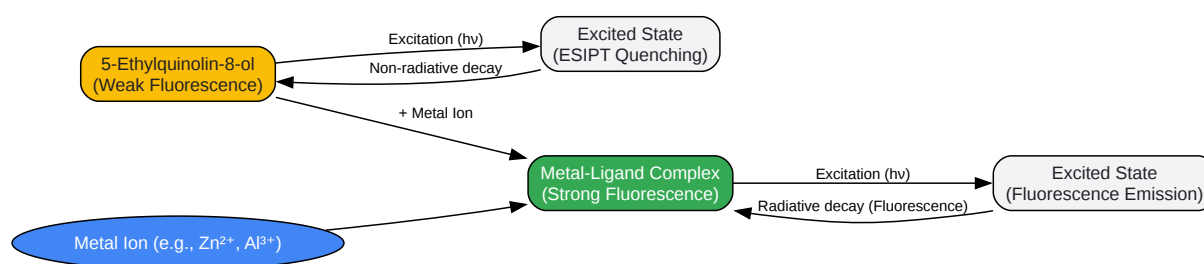 5-Ethylquinolin-8-ol
(Weak Fluorescence)
Excitation (hν)
Non-radiative decay
Excited State
(ESIPT Quenching)
+ Metal Ion
Metal-Ligand Complex
(Strong Fluorescence)
Excitation (hν)
Radiative decay (Fluorescence)
Excited State
(Fluorescence Emission)
Metal Ion (e.g., Zn²⁺, Al³⁺)